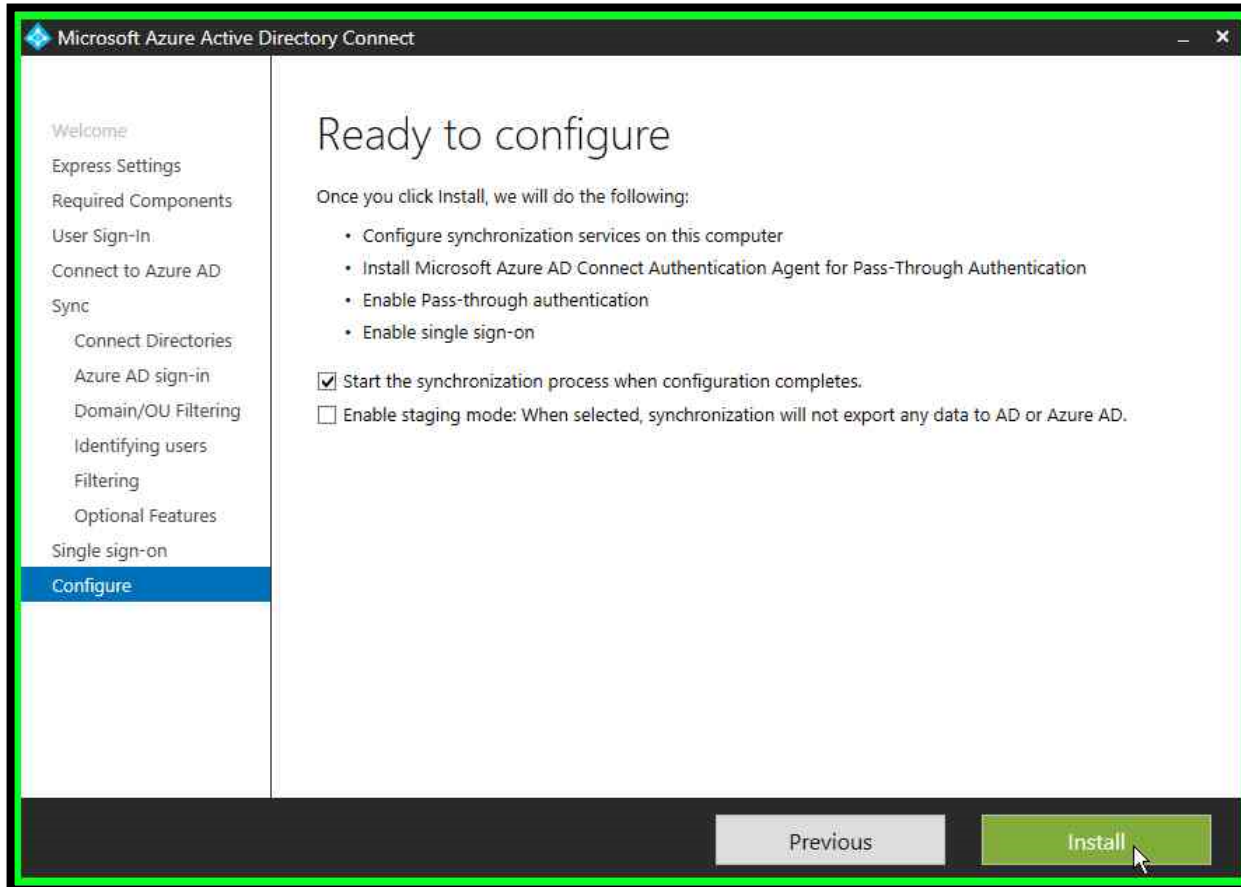 Microsoft Azure Active Directory Connect
Welcome
Express Settings
Required Components
User Sign-In
Connect to Azure AD
Sync
Connect Directories
Azure AD sign-in
Domain/OU Filtering
Identifying users
Filtering
Optional Features
Single sign-on
Configure
Ready to configure
Once you click Install, we will do the following:
• Configure synchronization services on this computer
• Install Microsoft Azure AD Connect Authentication Agent for Pass-Through Authentication
• Enable Pass-through authentication
• Enable single sign-on
Start the synchronization process when configuration completes.
Enable staging mode: When selected, synchronization will not export any data to AD or Azure AD.
Previous
Install